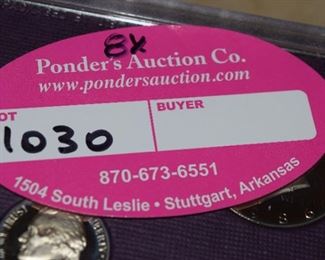 8x
Ponder's Auction Co.
www.pondersauction.com
OT
BUYER
1030
870-673-6551
1504 South Leslie • Stuttgart, Arkansas